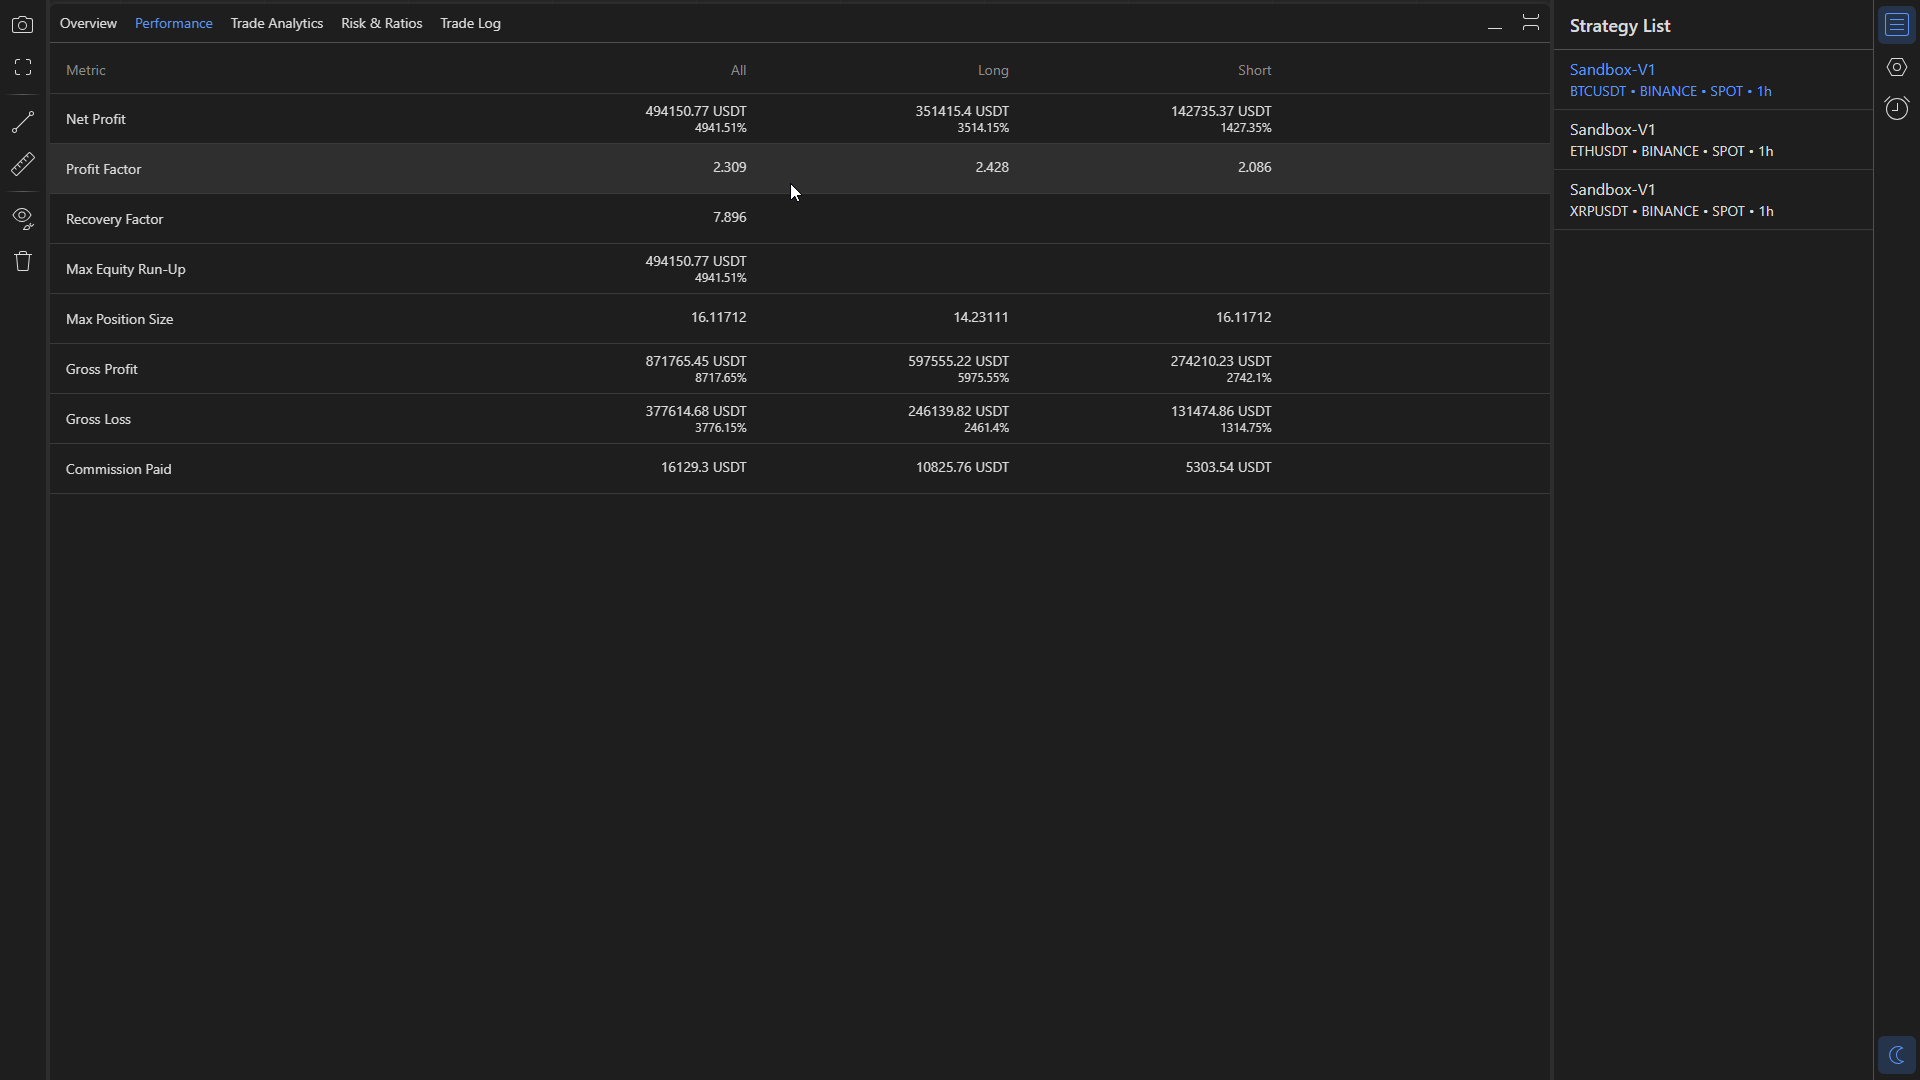 Overview Performance Trade Analytics Risk & Ratios Trade Log
Metric All Long Short
Net Profit 494150.77 USDT 351415.4 USDT 142735.37 USDT
4941.51% 3514.15% 1427.35%
Profit Factor 2.309 2.428 2.086
Recovery Factor 7.896
Max Equity Run-Up 494150.77 USDT
4941.51%
Max Position Size 16.11712 14.23111 16.11712
Gross Profit 871765.45 USDT 597555.22 USDT 274210.23 USDT
8717.65% 5975.55% 2742.1%
Gross Loss 377614.68 USDT 246139.82 USDT 131474.86 USDT
3776.15% 2461.4% 1314.75%
Commission Paid 16129.3 USDT 10825.76 USDT 5303.54 USDT
Strategy List
Sandbox-V1
BTCUSDT • BINANCE • SPOT • 1h
Sandbox-V1
ETHUSDT • BINANCE • SPOT • 1h
Sandbox-V1
XRPUSDT • BINANCE • SPOT • 1h